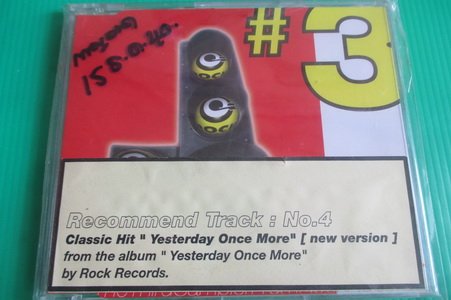 #3
Recommend Track : No.4
Classic Hit " Yesterday Once More" [ new version ]
from the album " Yesterday Once More"
by Rock Records.